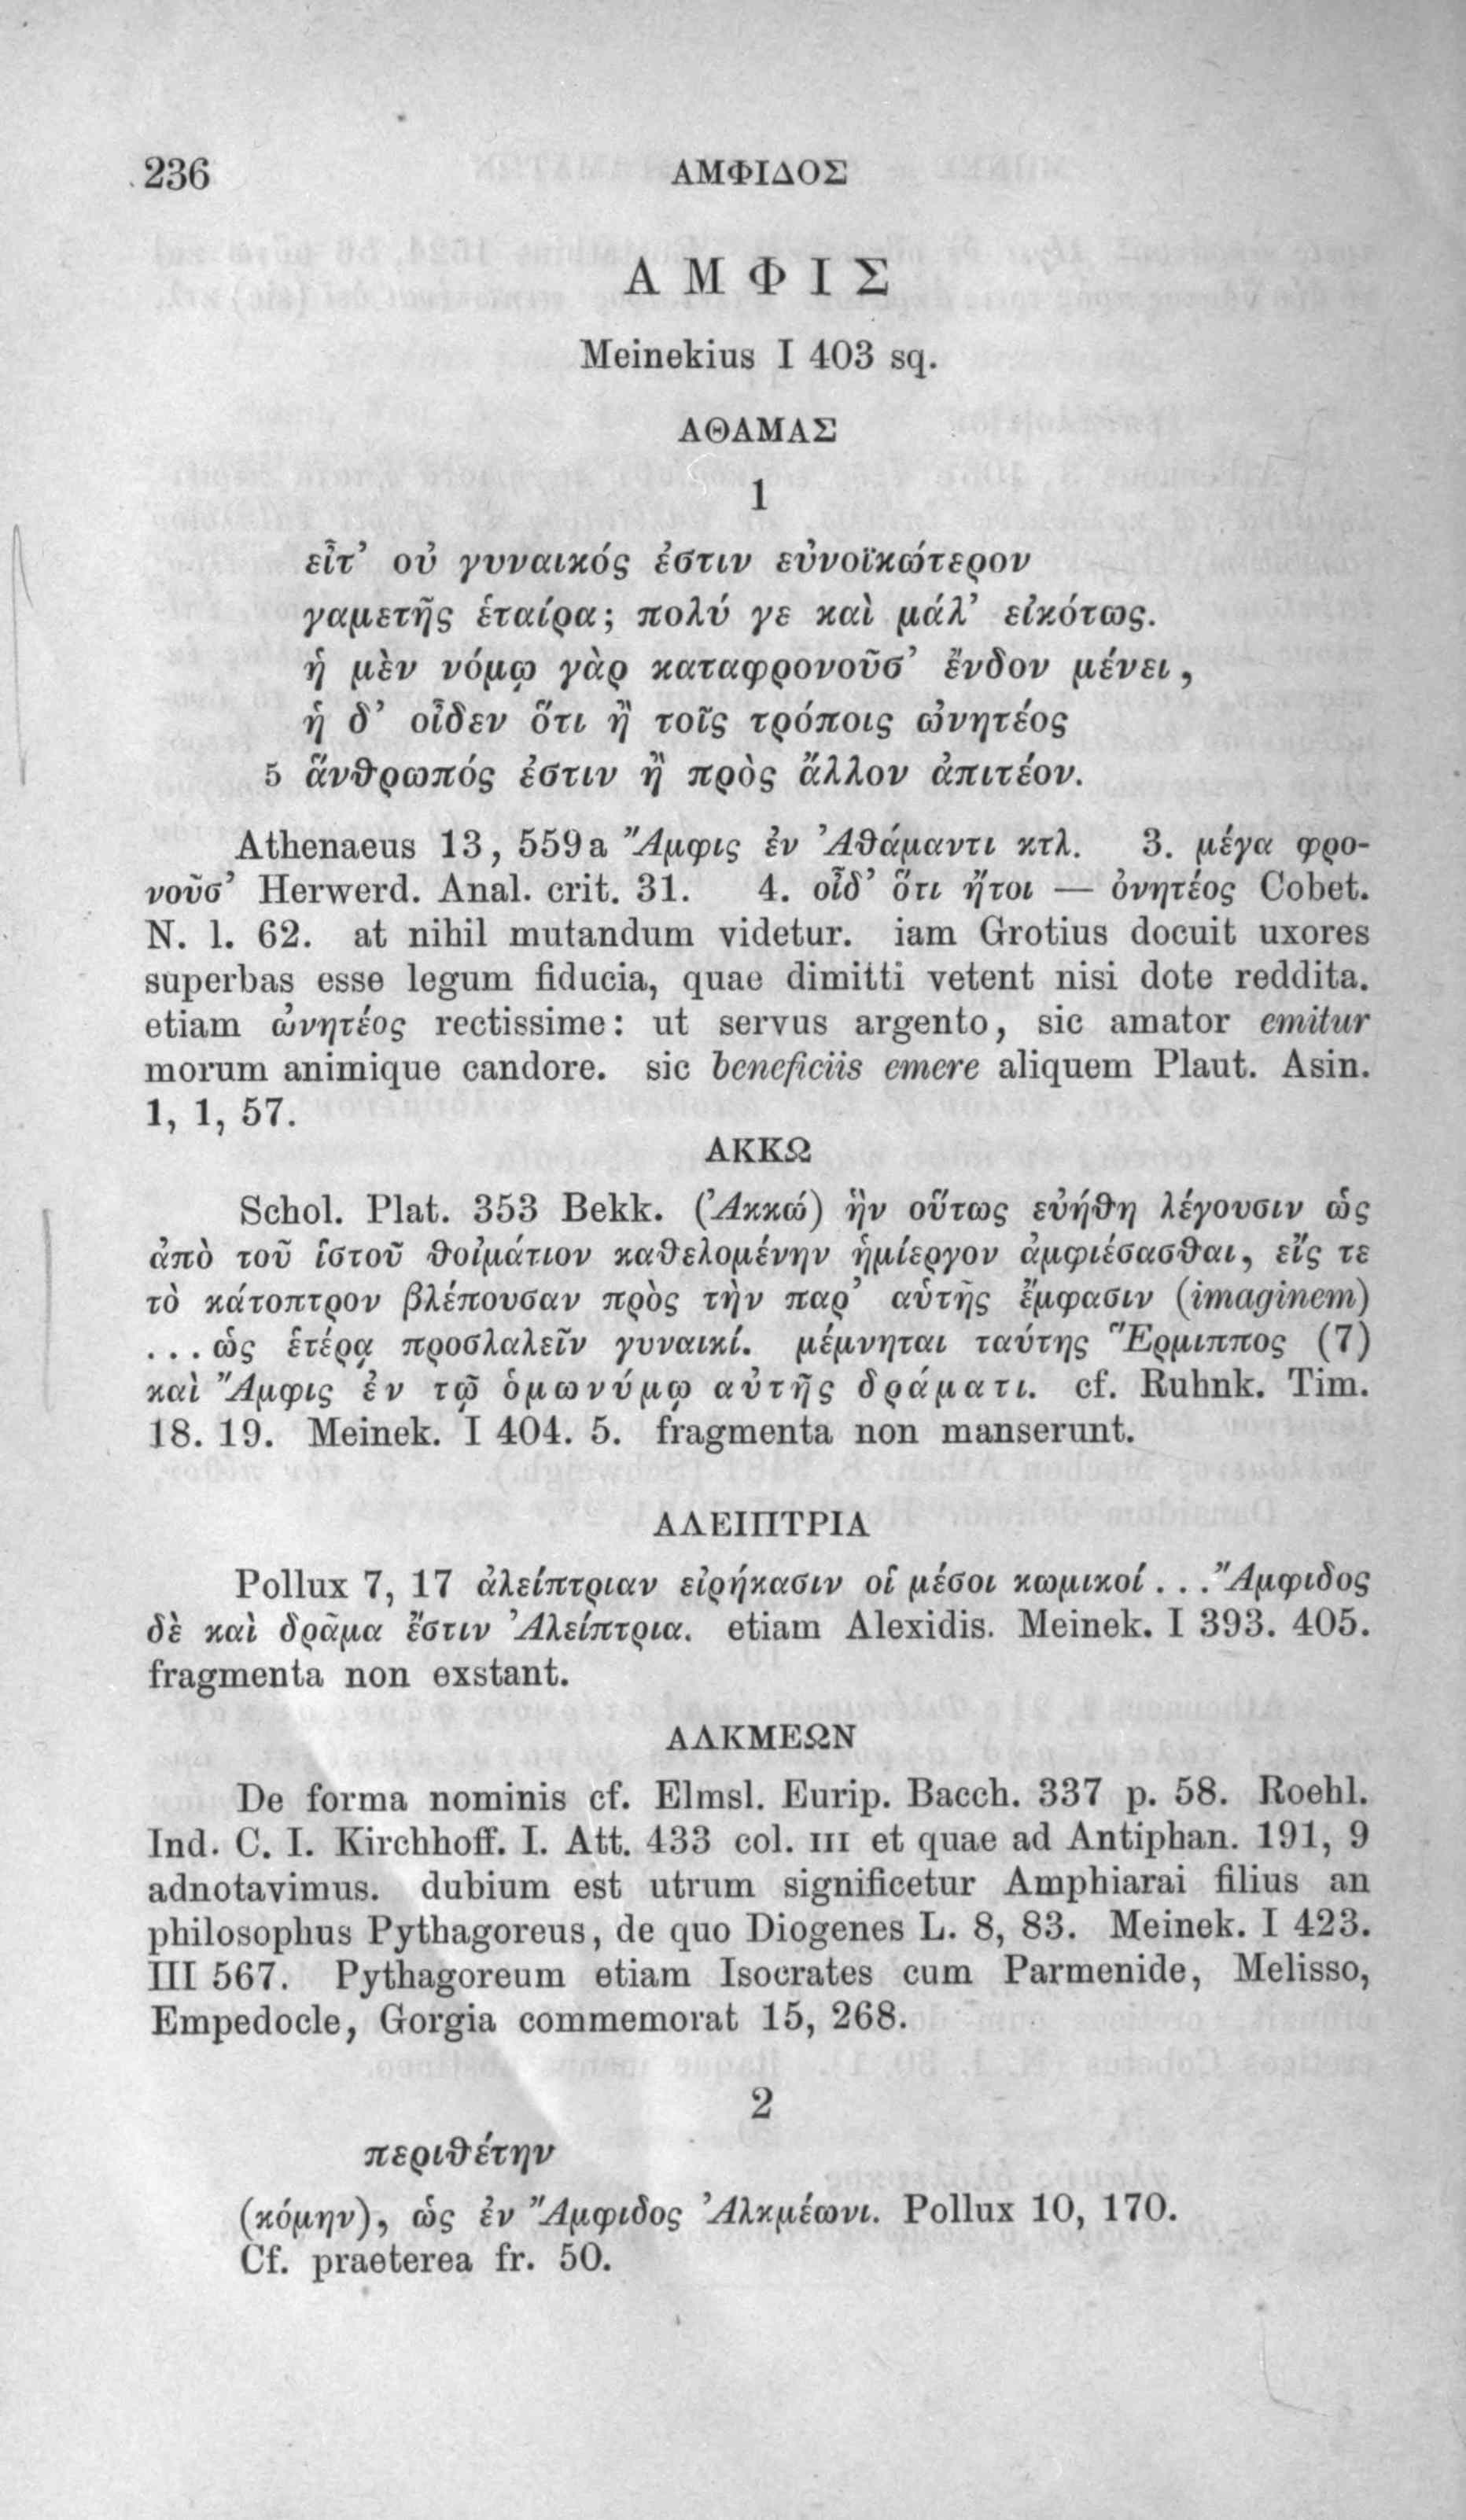 236 ΑΜΦΙΔΟΣ
ΑΜΦΙΣ
Meinekius I 403 sq.
ΑΘΑΜΑΣ
1
εἶτ’ οὐ γυναικός ἐστιν εὐνοϊκώτερον
γαμετῆς ἑταίρα; πολύ γε καὶ μάλ’ εἰκότως.
ἡ μὲν νόμῳ γὰρ καταφρονοῦσ’ ἔνδον μένει,
ἡ δ’ οἶδεν ὅτι ἢ τοῖς τρόποις ὠνητέος
5 ἅνθρωπός ἐστιν ἢ πρὸς ἄλλον ἀπιτέον.
Athenaeus 13, 559a Ἄμφις ἐν Ἀθάμαντι κτλ. 3. μέγα φρο-
νοῦσ’ Herwerd. Anal. crit. 31. 4. οἶδ’ ὅτι ἤτοι — ὀνητέος Cobet.
N. l. 62. at nihil mutandum videtur. iam Grotius docuit uxores
superbas esse legum fiducia, quae dimitti vetent nisi dote reddita.
etiam ὠνητέος rectissime: ut servus argento, sic amator emitur
morum animique candore. sic beneficiis emere aliquem Plaut. Asin.
1, 1, 57.
ΑΚΚΩ
Schol. Plat. 353 Bekk. (Ἀκκώ) ἣν οὕτως εὐήθη λέγουσιν ὡς
ἀπὸ τοῦ ἱστοῦ θοἰμάτιον καθελομένην ἡμίεργον ἀμφιέσασθαι, εἴς τε
τὸ κάτοπτρον βλέπουσαν πρὸς τὴν παρ’ αὑτῆς ἔμφασιν (imaginem)
... ὡς ἑτέρᾳ προσλαλεῖν γυναικί. μέμνηται ταύτης Ἕρμιππος (7)
καὶ Ἄμφις ἐν τῷ ὁμωνύμῳ αὐτῆς δράματι. cf. Ruhnk. Tim.
18. 19. Meinek. I 404. 5. fragmenta non manserunt.
ΑΛΕΙΠΤΡΙΑ
Pollux 7, 17 ἀλείπτριαν εἰρήκασιν οἱ μέσοι κωμικοί ... Ἄμφιδος
δὲ καὶ δρᾶμα ἔστιν Ἀλείπτρια. etiam Alexidis. Meinek. I 393. 405.
fragmenta non exstant.
ΑΛΚΜΕΩΝ
De forma nominis cf. Elmsl. Eurip. Bacch. 337 p. 58. Roehl.
Ind. C. I. Kirchhoff. I. Att. 433 col. III et quae ad Antiphan. 191, 9
adnotavimus. dubium est utrum significetur Amphiarai filius an
philosophus Pythagoreus, de quo Diogenes L. 8, 83. Meinek. I 423.
III 567. Pythagoreum etiam Isocrates cum Parmenide, Melisso,
Empedocle, Gorgia commemorat 15, 268.
2
περιθέτην
(κόμην), ὡς ἐν Ἄμφιδος Ἀλκμέωνι. Pollux 10, 170.
Cf. praeterea fr. 50.